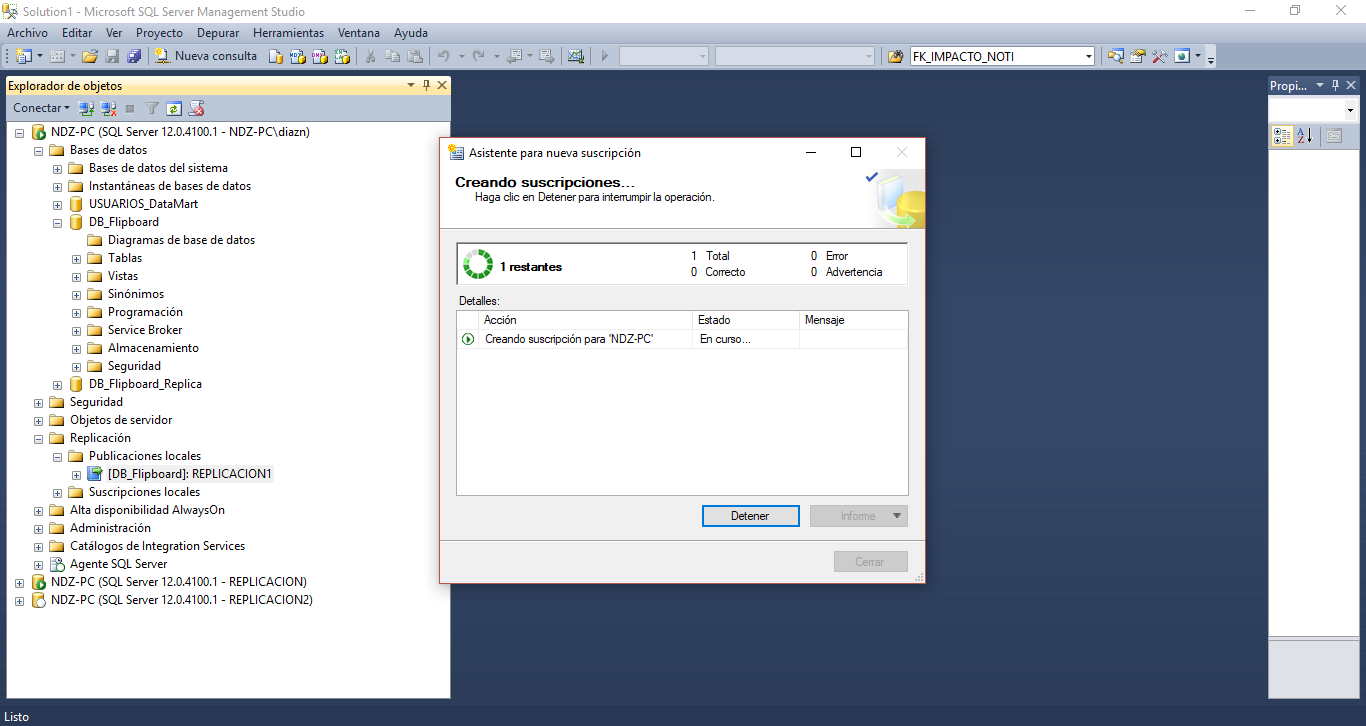 Solution1 - Microsoft SQL Server Management Studio
Archivo Editar Ver Proyecto Depurar Herramientas Ventana Ayuda
Nueva consulta FK_IMPACTO_NOTI
Explorador de objetos
Conectar
NDZ-PC (SQL Server 12.0.4100.1 - NDZ-PC\diazn)
Bases de datos
Bases de datos del sistema
Instantáneas de bases de datos
USUARIOS_DataMart
DB_Flipboard
Diagramas de base de datos
Tablas
Vistas
Sinónimos
Programación
Service Broker
Almacenamiento
Seguridad
DB_Flipboard_Replica
Seguridad
Objetos de servidor
Replicación
Publicaciones locales
[DB_Flipboard]: REPLICACION1
Suscripciones locales
Alta disponibilidad AlwaysOn
Administración
Catálogos de Integration Services
Agente SQL Server
NDZ-PC (SQL Server 12.0.4100.1 - REPLICACION)
NDZ-PC (SQL Server 12.0.4100.1 - REPLICACION2)
Asistente para nueva suscripción
Creando suscripciones...
Haga clic en Detener para interrumpir la operación.
1 restantes
1 Total 0 Error
0 Correcto 0 Advertencia
Detalles:
Acción Estado Mensaje
Creando suscripción para 'NDZ-PC' En curso...
Detener Informe
Cerrar
Propi...
Listo